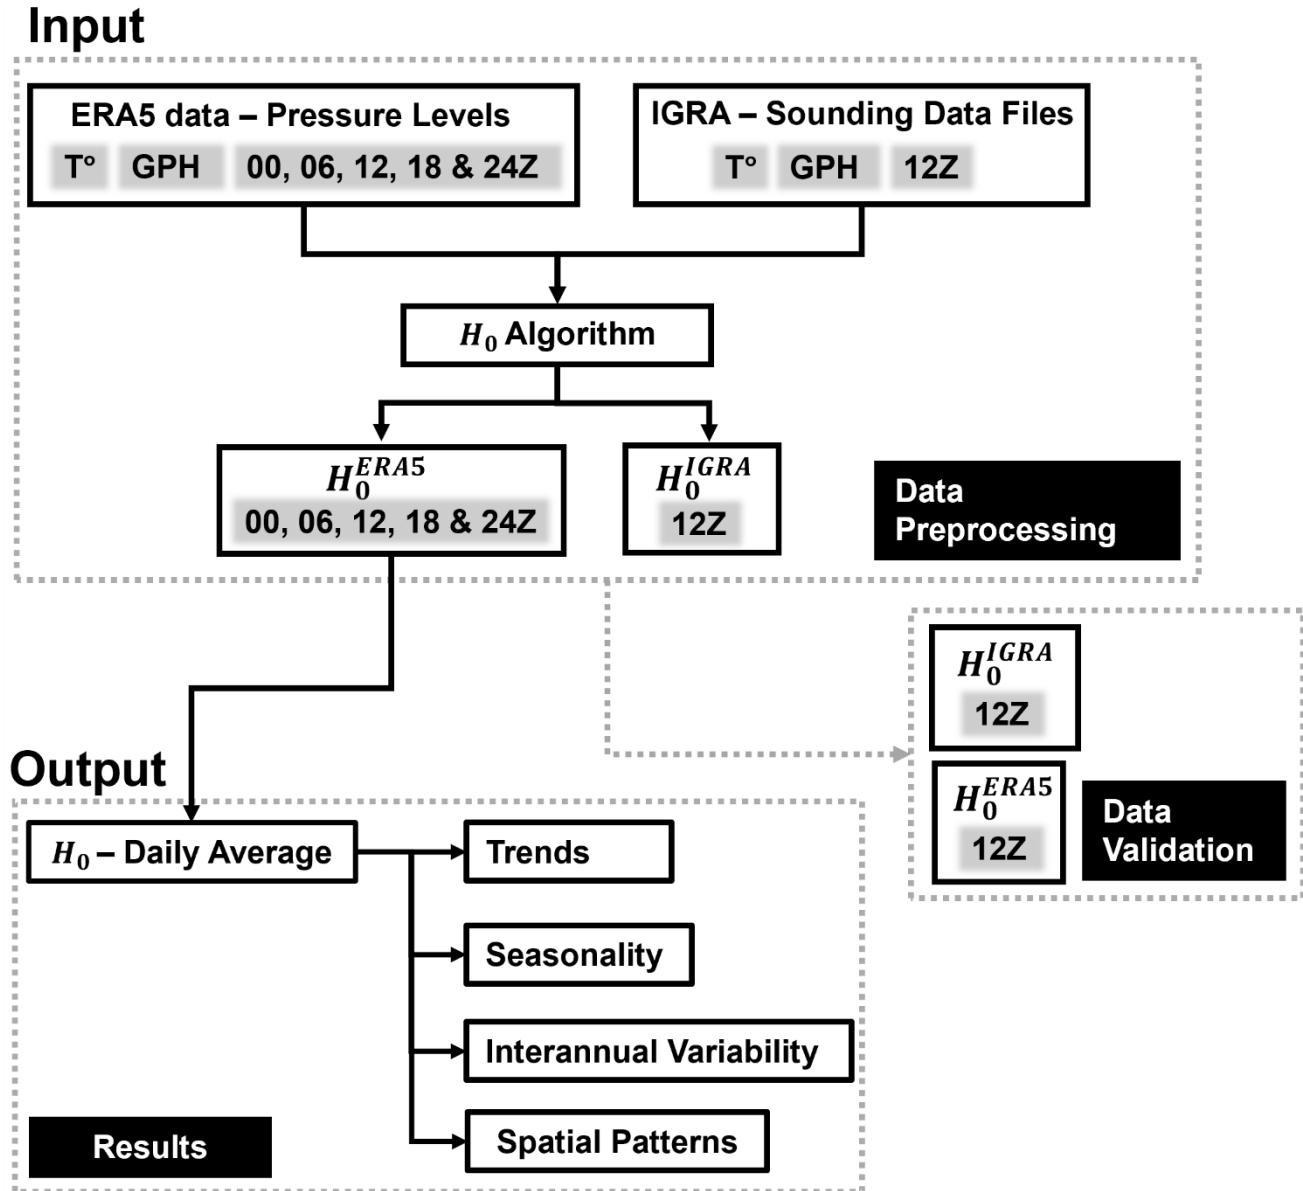 Input
ERA5 data – Pressure Levels
T° GPH 00, 06, 12, 18 & 24Z
IGRA – Sounding Data Files
T° GPH 12Z
H₀ Algorithm
H₀ᴱᴿᴬ⁵
00, 06, 12, 18 & 24Z
H₀ᴵᴳᴿᴬ
12Z
Data
Preprocessing
H₀ᴵᴳᴿᴬ
12Z
H₀ᴱᴿᴬ⁵
12Z
Data
Validation
Output
H₀ – Daily Average
Trends
Seasonality
Interannual Variability
Spatial Patterns
Results